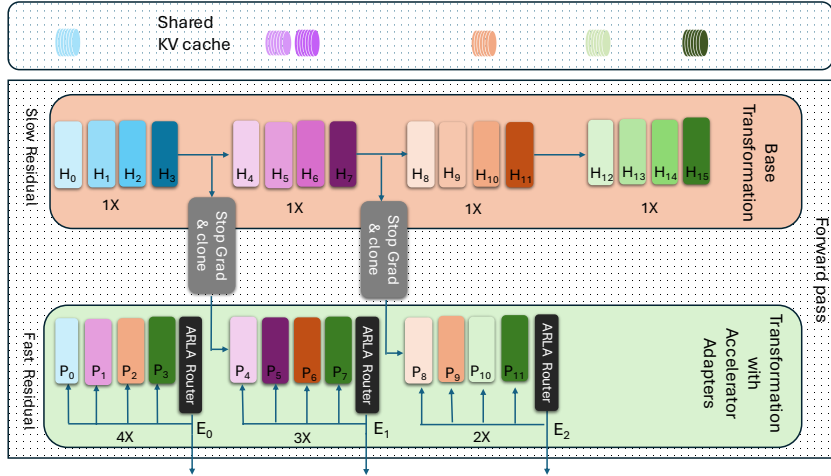 Shared
KV cache
Slow Residual
H₀ H₁ H₂ H₃ H₄ H₅ H₆ H₇ H₈ H₉ H₁₀ H₁₁ H₁₂ H₁₃ H₁₄ H₁₅
1X 1X 1X 1X
Base
Transformation
Stop Grad
& clone
Stop Grad
& clone
Forward pass
Fast Residual
P₀ P₁ P₂ P₃ ARLA Router P₄ P₅ P₆ P₇ ARLA Router P₈ P₉ P₁₀ P₁₁ ARLA Router
4X E₀ 3X E₁ 2X E₂
Transformation
with
Accelerator
Adapters